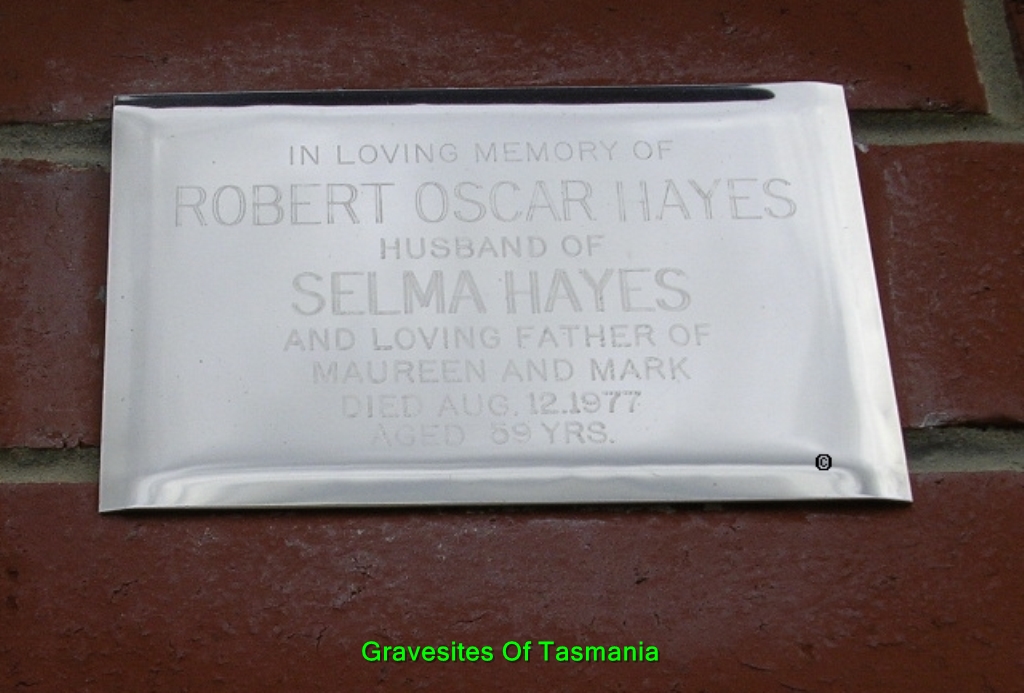 IN LOVING MEMORY OF
ROBERT OSCAR HAYES
HUSBAND OF
SELMA HAYES
AND LOVING FATHER OF
MAUREEN AND MARK
DIED AUG. 12.1977
AGED 59 YRS.
©
Gravesites Of Tasmania